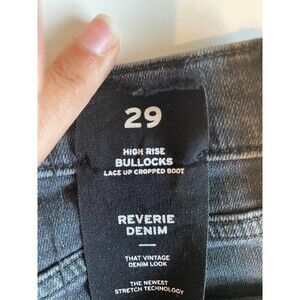 29
HIGH RISE
BULLOCKS
LACE UP CROPPED BOOT
REVERIE
DENIM
THAT VINTAGE
DENIM LOOK
THE NEWEST
STRETCH TECHNOLOGY